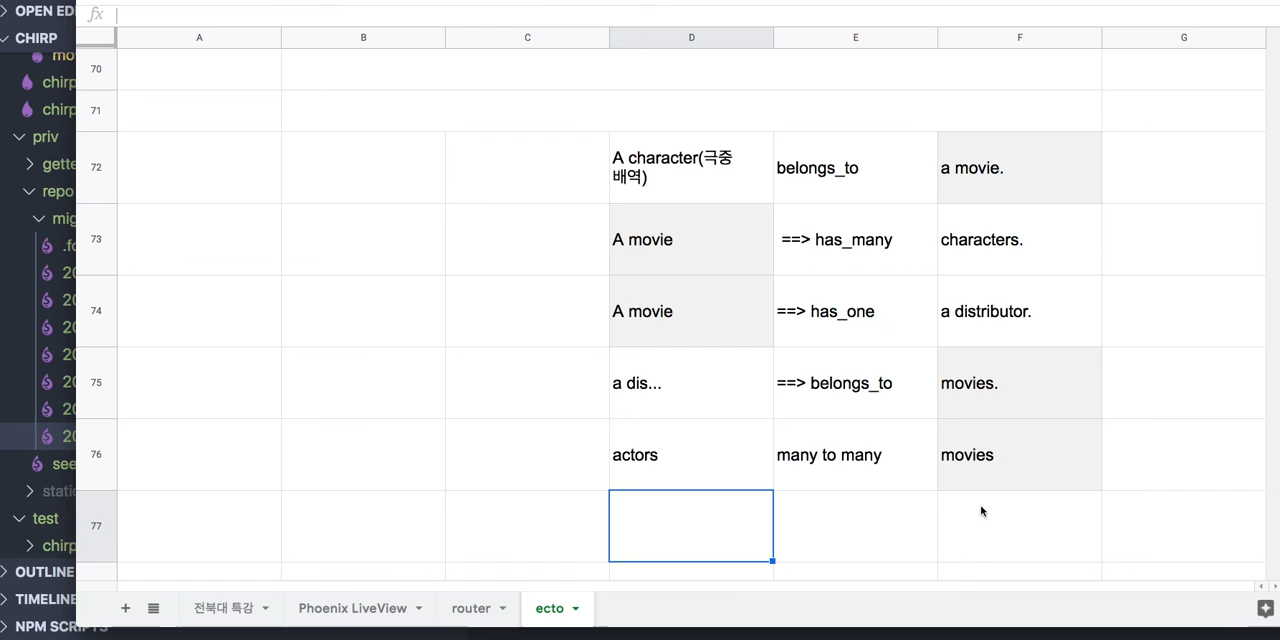 OPEN EDI
fx
CHIRP
A B C D E F G
mo
70
chirp
chirp
71
priv
gette
72 A character(극중
배역) belongs_to a movie.
repo
mig
73 A movie ==> has_many characters.
.fo
20
20
74 A movie ==> has_one a distributor.
20
20
75 a dis... ==> belongs_to movies.
20
20
20
76 actors many to many movies
see
static
77
test
chirp
OUTLINE
TIMELINE
NPM SCRIPTS
+ 전북대 특강 Phoenix LiveView router ecto